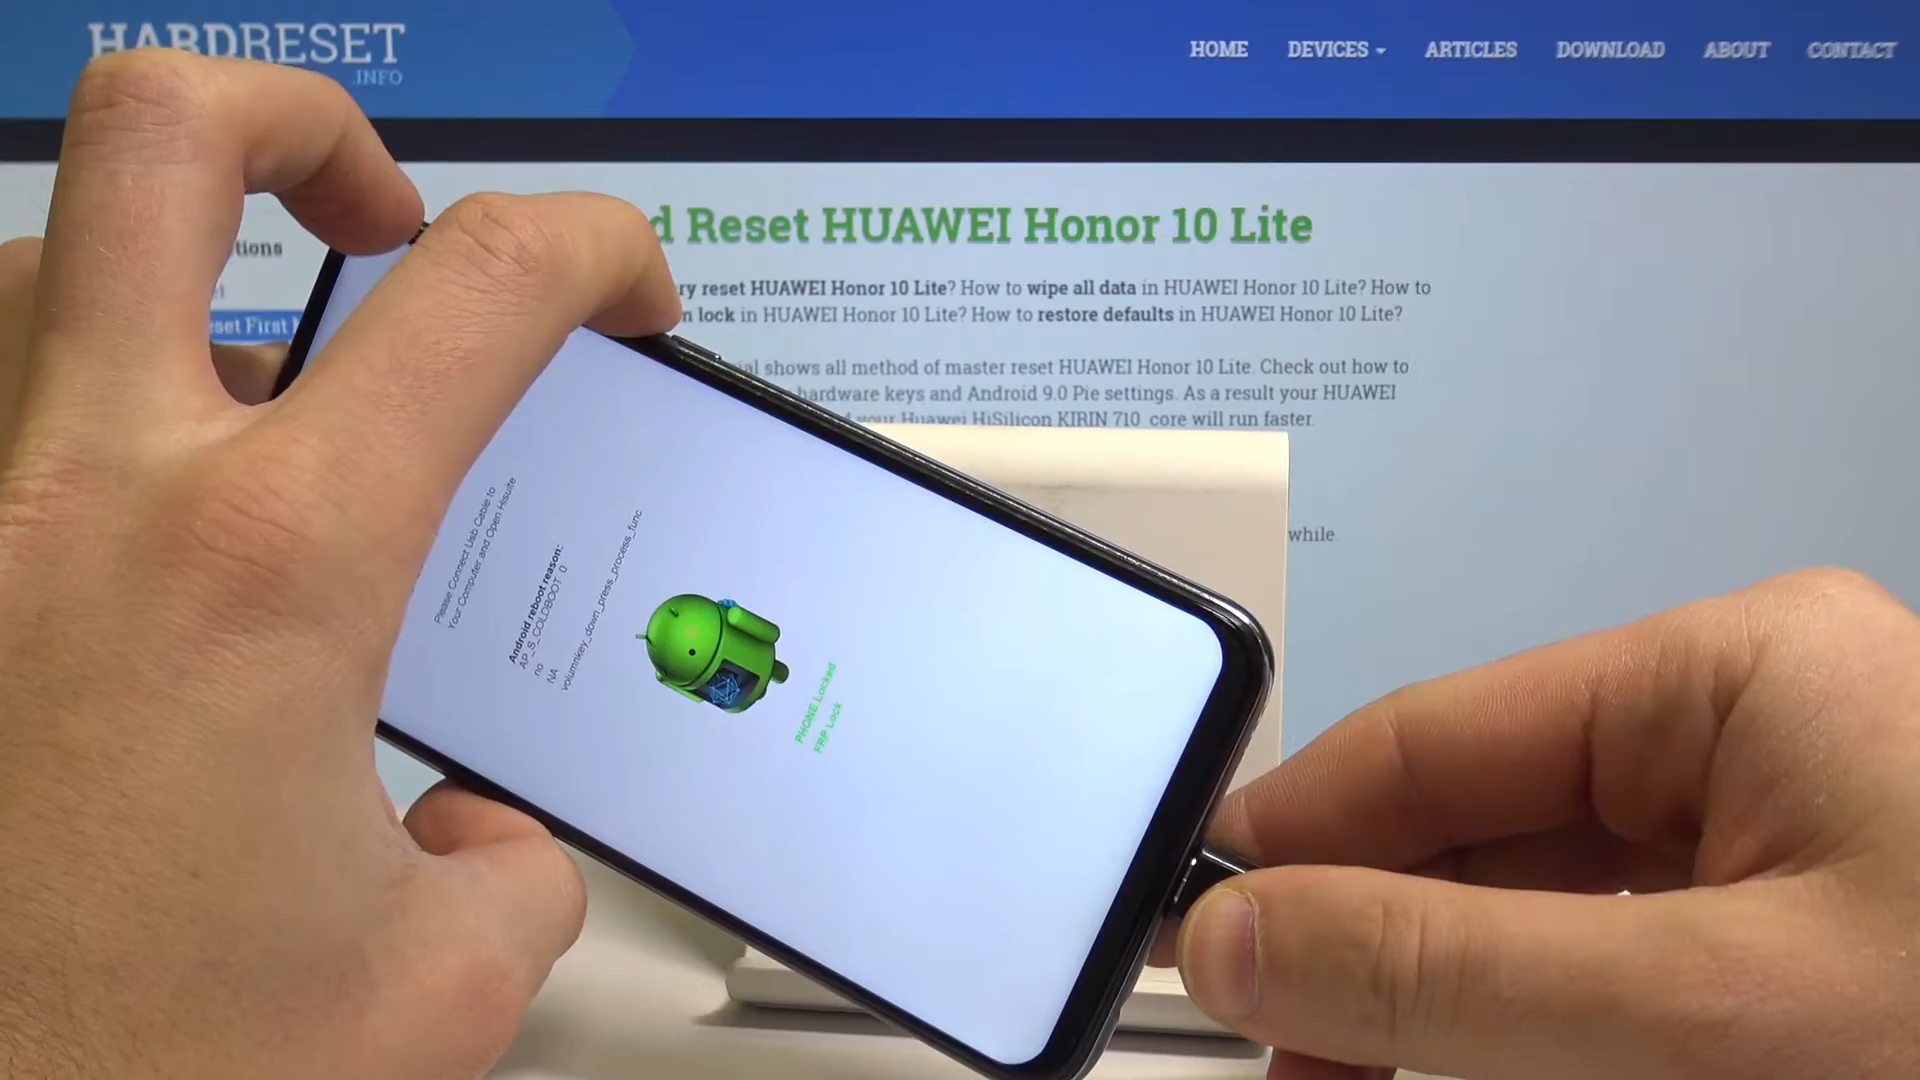 HARDRESET
.INFO
HOME DEVICES ARTICLES DOWNLOAD ABOUT CONTACT
d Reset HUAWEI Honor 10 Lite
tions
ry reset HUAWEI Honor 10 Lite? How to wipe all data in HUAWEI Honor 10 Lite? How to
eset First
n lock in HUAWEI Honor 10 Lite? How to restore defaults in HUAWEI Honor 10 Lite?
ial shows all method of master reset HUAWEI Honor 10 Lite. Check out how to
hardware keys and Android 9.0 Pie settings. As a result your HUAWEI
d your Huawei HiSilicon KIRIN 710 core will run faster.
while.
Please Connect Usb Cable to
Your Computer and Open Hisuite
Android reboot reason:
AP_S_COLDBOOT 0
no
NA
volumnkey_down_press_process_func
PHONE Locked
FRP Lock